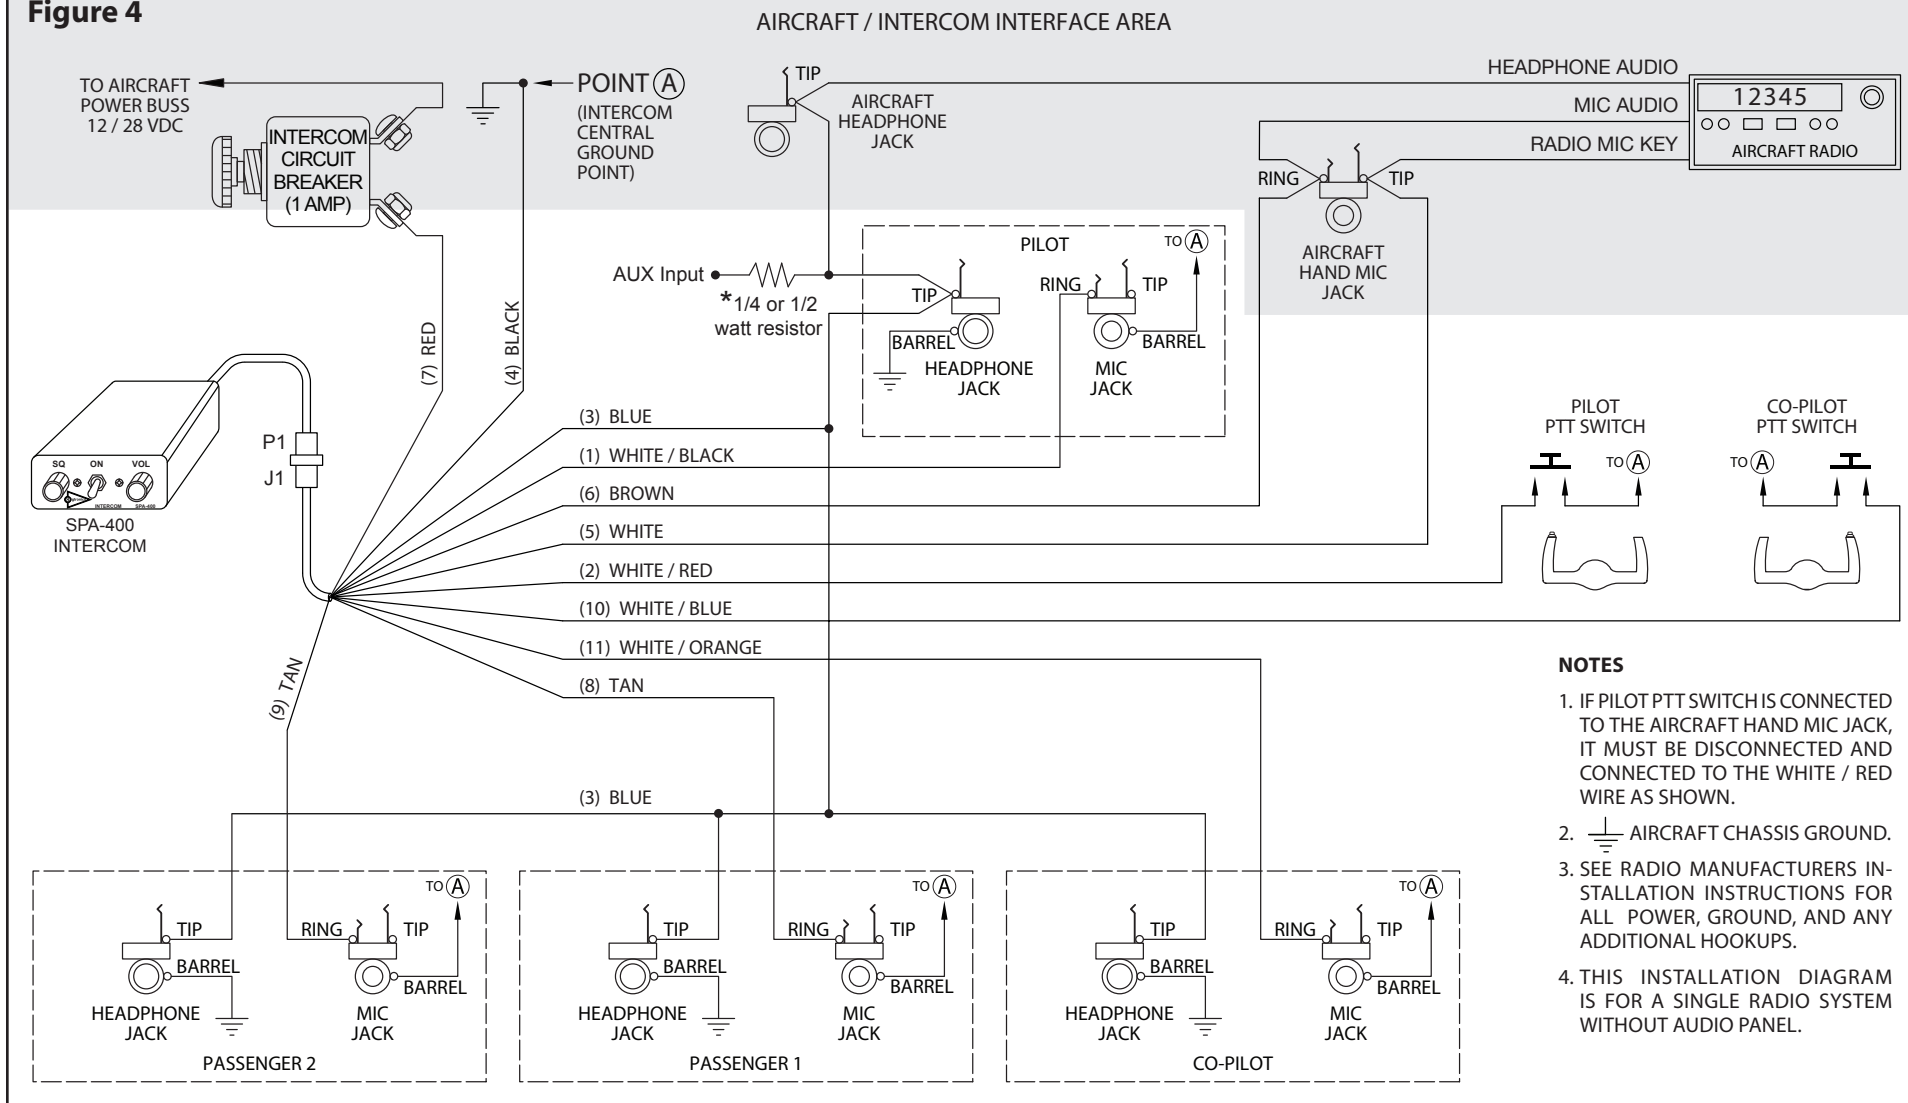 Figure 4
AIRCRAFT / INTERCOM INTERFACE AREA
TO AIRCRAFT
POWER BUSS
12 / 28 VDC
INTERCOM
CIRCUIT
BREAKER
(1 AMP)
POINT A
(INTERCOM
CENTRAL
GROUND
POINT)
TIP
AIRCRAFT
HEADPHONE
JACK
HEADPHONE AUDIO
MIC AUDIO
RADIO MIC KEY
12345
AIRCRAFT RADIO
RING
TIP
AIRCRAFT
HAND MIC
JACK
AUX Input
*1/4 or 1/2
watt resistor
PILOT
TO A
TIP
BARREL
HEADPHONE
JACK
RING
TIP
BARREL
MIC
JACK
(7) RED
(4) BLACK
P1
J1
SQ
ON
VOL
INTERCOM
SPA-400
SPA-400
INTERCOM
(3) BLUE
(1) WHITE / BLACK
(6) BROWN
(5) WHITE
(2) WHITE / RED
(10) WHITE / BLUE
(11) WHITE / ORANGE
(8) TAN
(9) TAN
(3) BLUE
PILOT
PTT SWITCH
TO A
CO-PILOT
PTT SWITCH
TO A
TIP
BARREL
HEADPHONE
JACK
RING
TIP
TO A
BARREL
MIC
JACK
PASSENGER 2
TIP
BARREL
HEADPHONE
JACK
RING
TIP
TO A
BARREL
MIC
JACK
PASSENGER 1
TIP
BARREL
HEADPHONE
JACK
RING
TIP
TO A
BARREL
MIC
JACK
CO-PILOT
NOTES
1. IF PILOT PTT SWITCH IS CONNECTED
TO THE AIRCRAFT HAND MIC JACK,
IT MUST BE DISCONNECTED AND
CONNECTED TO THE WHITE / RED
WIRE AS SHOWN.
2. AIRCRAFT CHASSIS GROUND.
3. SEE RADIO MANUFACTURERS IN-
STALLATION INSTRUCTIONS FOR
ALL POWER, GROUND, AND ANY
ADDITIONAL HOOKUPS.
4. THIS INSTALLATION DIAGRAM
IS FOR A SINGLE RADIO SYSTEM
WITHOUT AUDIO PANEL.